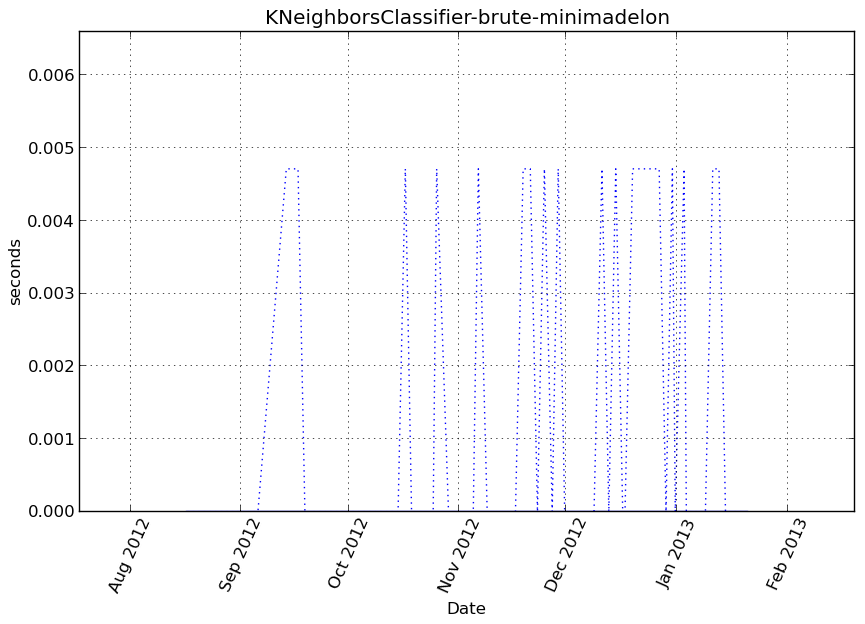 KNeighborsClassifier-brute-minimadelon
0.006
0.005
0.004
0.003
0.002
0.001
0.000
seconds
Aug 2012
Sep 2012
Oct 2012
Nov 2012
Dec 2012
Jan 2013
Feb 2013
Date